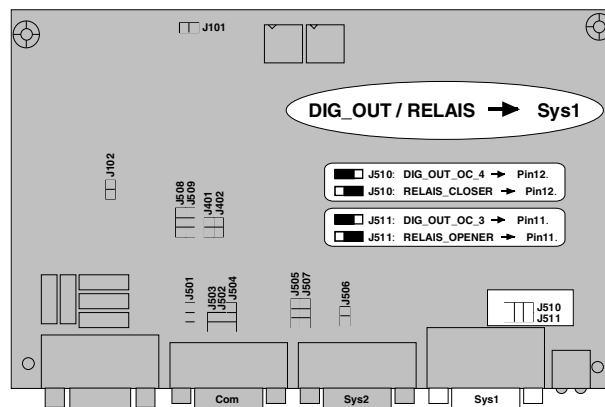 J101
DIG_OUT / RELAIS → Sys1
J102
J510: DIG_OUT_OC_4 → Pin12.
J510: RELAIS_CLOSER → Pin12.
J511: DIG_OUT_OC_3 → Pin11.
J511: RELAIS_OPENER → Pin11.
J508
J509
J401
J402
J501
J503
J502
J504
J505
J507
J506
J510
J511
Com
Sys2
Sys1